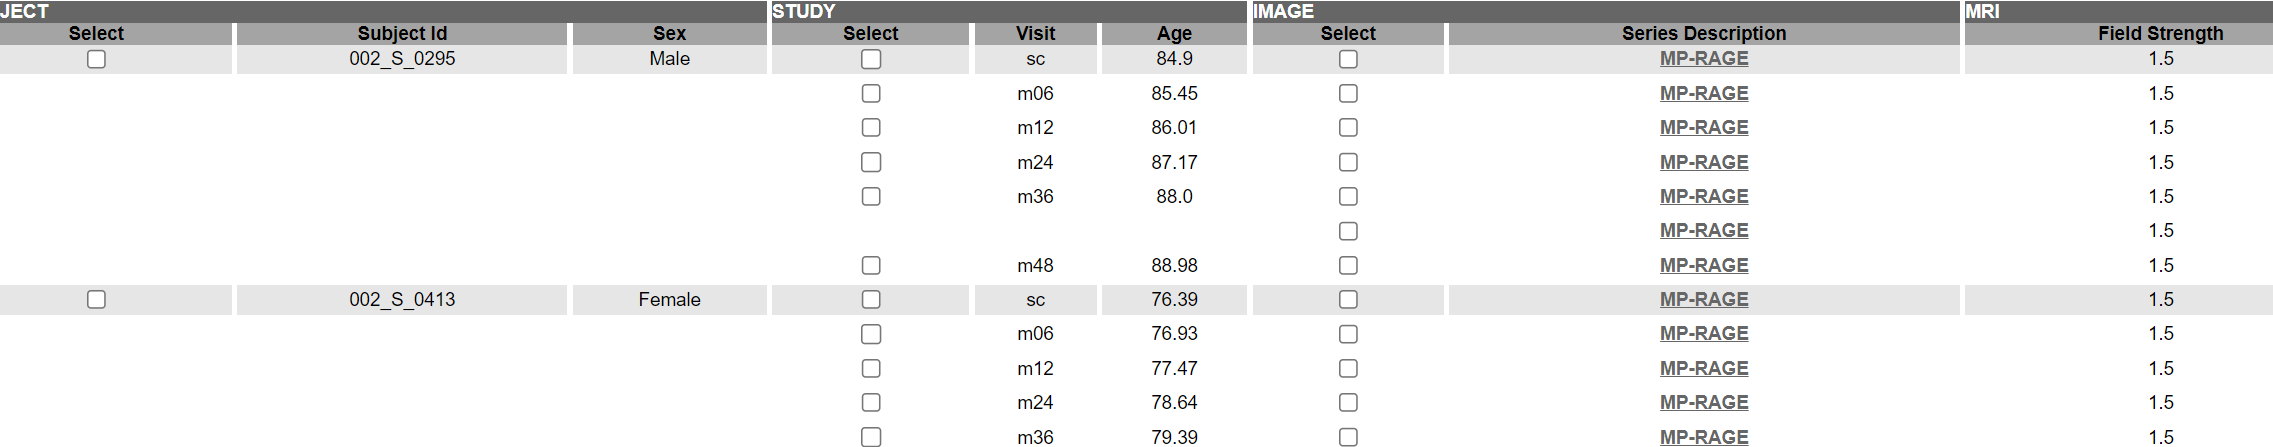 JECT STUDY IMAGE MRI
Select Subject Id Sex Select Visit Age Select Series Description Field Strength
002_S_0295 Male sc 84.9 MP-RAGE 1.5
m06 85.45 MP-RAGE 1.5
m12 86.01 MP-RAGE 1.5
m24 87.17 MP-RAGE 1.5
m36 88.0 MP-RAGE 1.5
MP-RAGE 1.5
m48 88.98 MP-RAGE 1.5
002_S_0413 Female sc 76.39 MP-RAGE 1.5
m06 76.93 MP-RAGE 1.5
m12 77.47 MP-RAGE 1.5
m24 78.64 MP-RAGE 1.5
m36 79.39 MP-RAGE 1.5